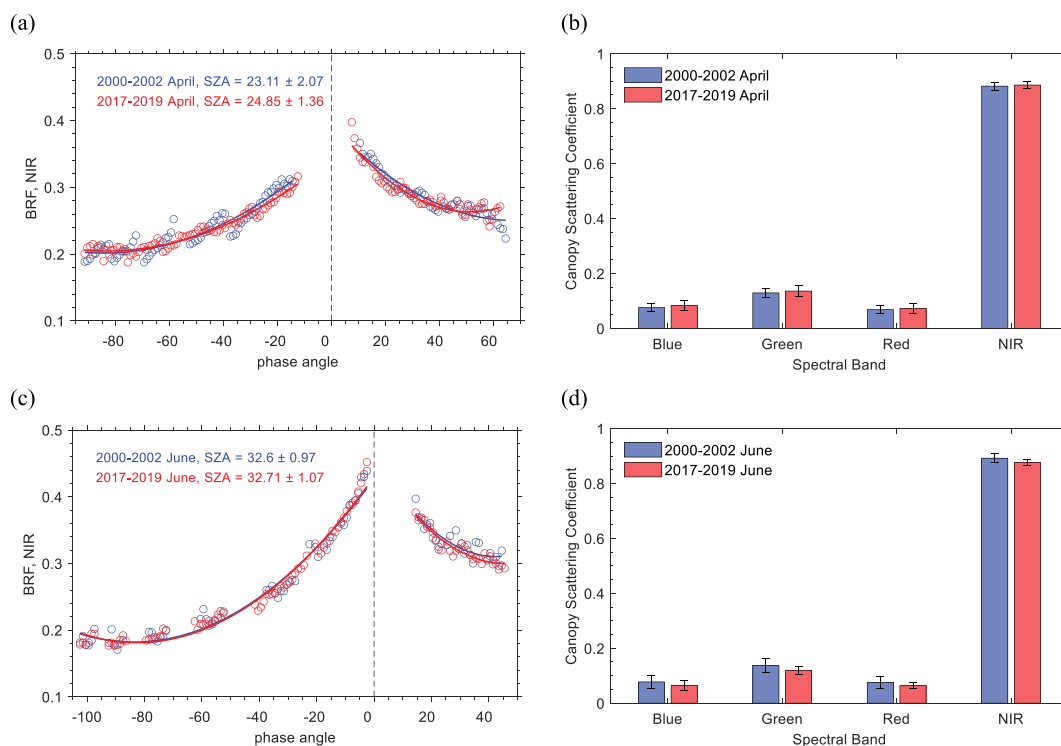 (a)
0.5
0.4
0.3
0.2
0.1
BRF, NIR
2000-2002 April, SZA = 23.11 ± 2.07
2017-2019 April, SZA = 24.85 ± 1.36
-80 -60 -40 -20 0 20 40 60
phase angle
(b)
1
0.8
0.6
0.4
0.2
0
Canopy Scattering Coefficient
2000-2002 April
2017-2019 April
Blue Green Red NIR
Spectral Band
(c)
0.5
0.4
0.3
0.2
0.1
BRF, NIR
2000-2002 June, SZA = 32.6 ± 0.97
2017-2019 June, SZA = 32.71 ± 1.07
-100 -80 -60 -40 -20 0 20 40
phase angle
(d)
1
0.8
0.6
0.4
0.2
0
Canopy Scattering Coefficient
2000-2002 June
2017-2019 June
Blue Green Red NIR
Spectral Band